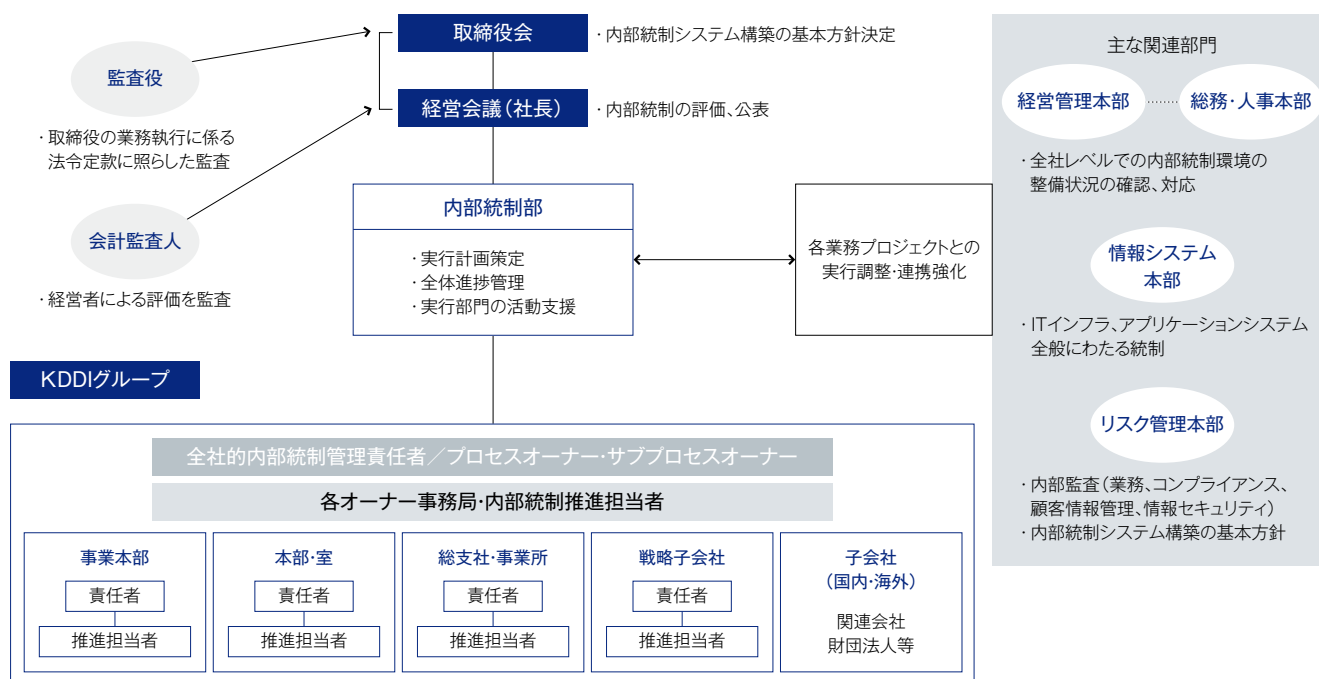 取締役会
・内部統制システム構築の基本方針決定
監査役
経営会議（社長）
・内部統制の評価、公表
・取締役の業務執行に係る
法令定款に照らした監査
会計監査人
・経営者による評価を監査
内部統制部
・実行計画策定
・全体進捗管理
・実行部門の活動支援
各業務プロジェクトとの
実行調整・連携強化
主な関連部門
経営管理本部
総務・人事本部
・全社レベルでの内部統制環境の
整備状況の確認、対応
情報システム
本部
・ITインフラ、アプリケーションシステム
全般にわたる統制
リスク管理本部
・内部監査（業務、コンプライアンス、
顧客情報管理、情報セキュリティ）
・内部統制システム構築の基本方針
KDDIグループ
全社的内部統制管理責任者／プロセスオーナー・サブプロセスオーナー
各オーナー事務局・内部統制推進担当者
事業本部
責任者
推進担当者
本部・室
責任者
推進担当者
総支社・事業所
責任者
推進担当者
戦略子会社
責任者
推進担当者
子会社
（国内・海外）
関連会社
財団法人等